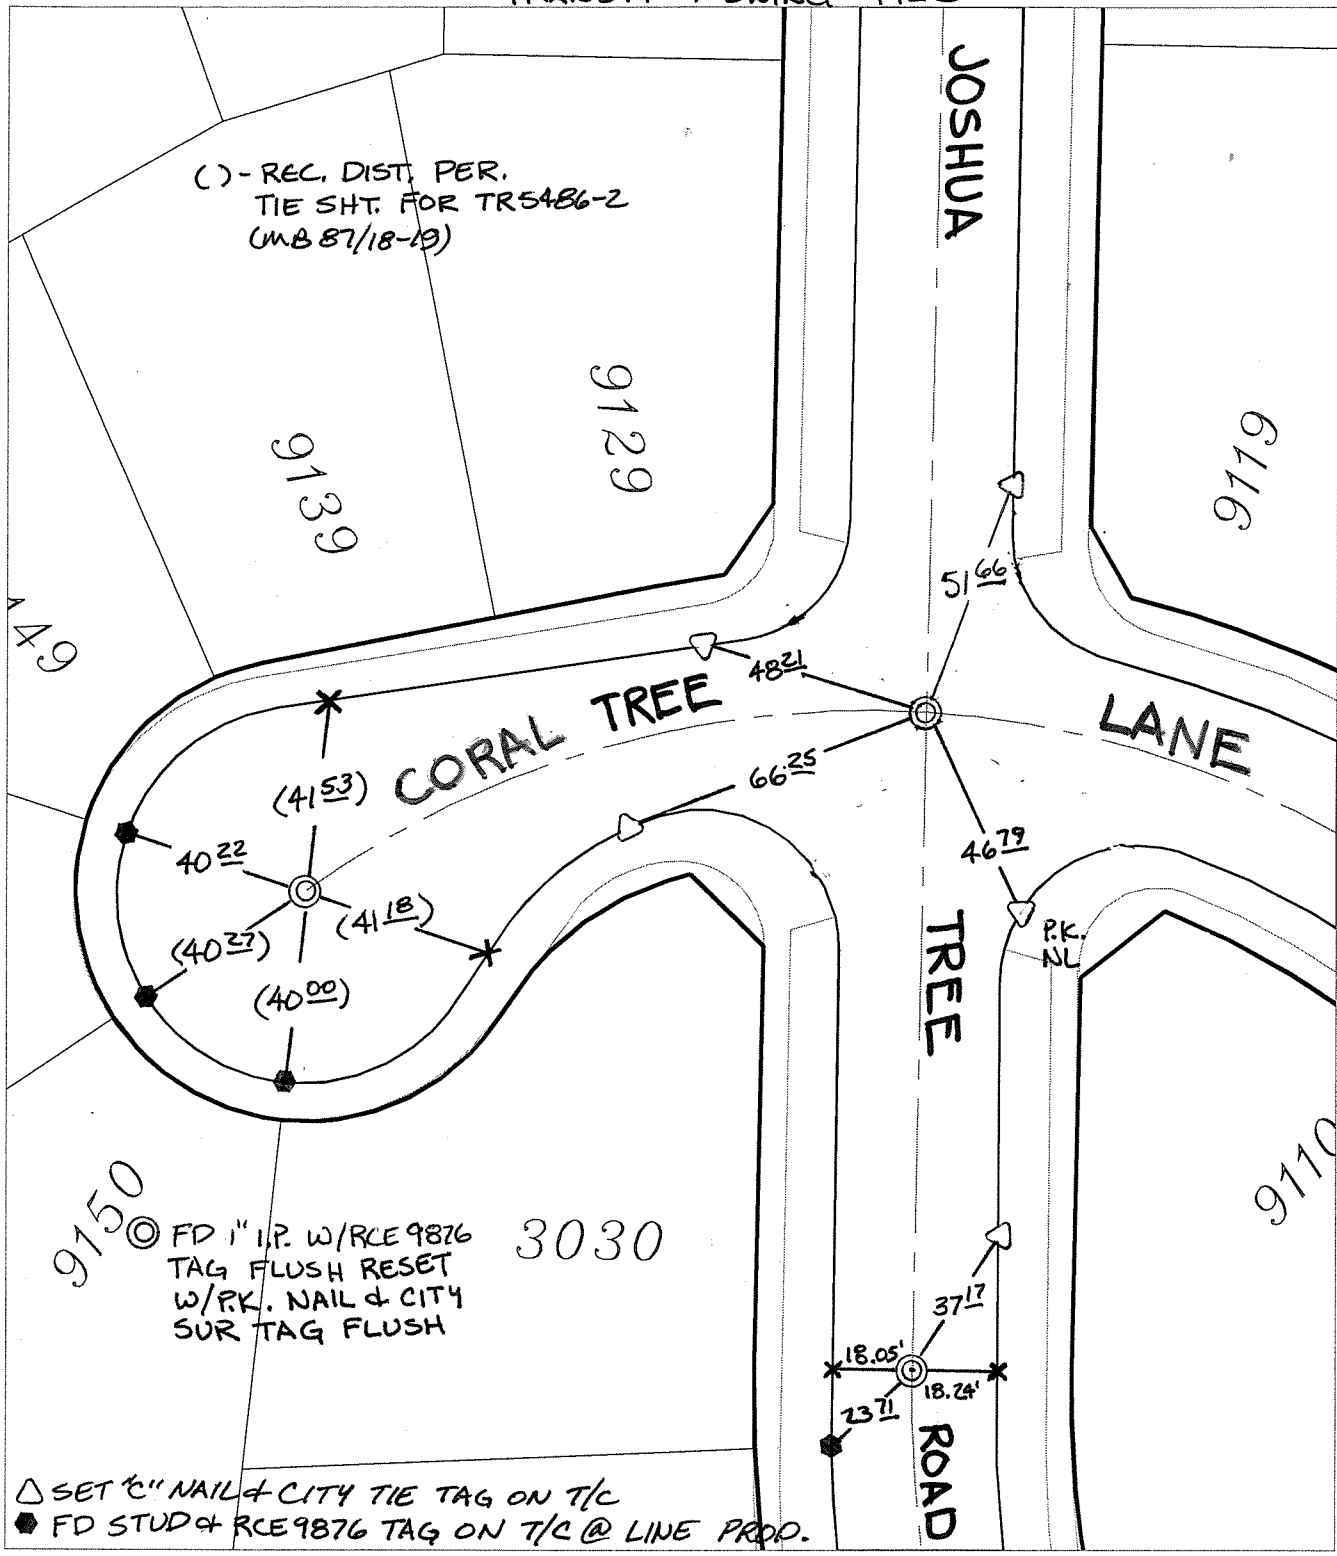 JOSHUA
( ) - REC. DIST. PER.
TIE SHT. FOR TR5486-2
(MB 87/18-19)
9129
9139
9119
51 66
48 21
CORAL TREE
LANE
66.25
(41 53)
40 22
46 79
(41 18)
(40 27)
(40 00)
P.K.
NL
TREE
9150
9110
FD 1" I.P. W/RCE 9876
TAG FLUSH RESET
W/P.K. NAIL & CITY
SUR TAG FLUSH
3030
37 17
18.05'
18.24'
23 71
ROAD
SET "C" NAIL & CITY TIE TAG ON T/C
FD STUD & RCE 9876 TAG ON T/C @ LINE PROD.